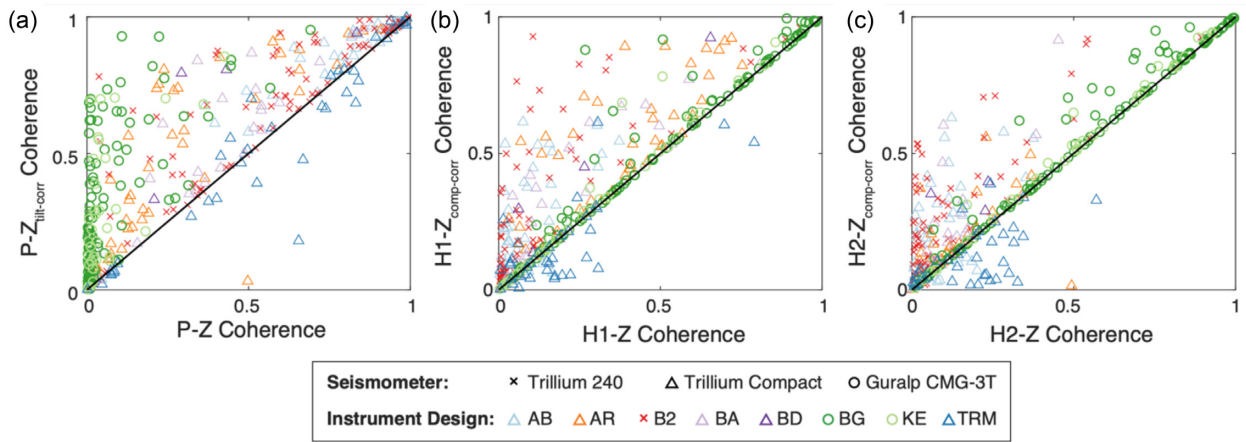 (a)
1
0.5
0
0
0.5
1
P-Z Coherence
P-Ztilt-corr Coherence
(b)
1
0.5
0
0
0.5
1
H1-Z Coherence
H1-Zcomp-corr Coherence
(c)
1
0.5
0
0
0.5
1
H2-Z Coherence
H2-Zcomp-corr Coherence
Seismometer: × Trillium 240 △ Trillium Compact ○ Guralp CMG-3T
Instrument Design: △ AB △ AR × B2 △ BA △ BD ○ BG ○ KE △ TRM